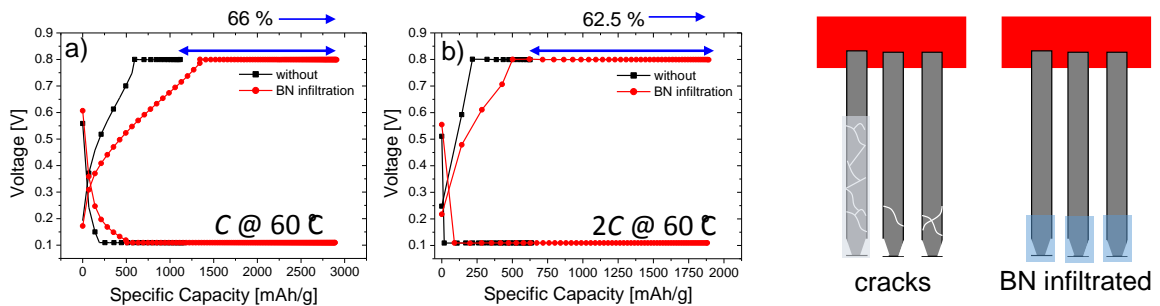 66 %
62.5 %
a)
0.9
0.8
0.7
0.6
0.5
0.4
0.3
0.2
0.1
Voltage [V]
without
BN infiltration
C @ 60 °C
0 500 1000 1500 2000 2500 3000
Specific Capacity [mAh/g]
b)
0.9
0.8
0.7
0.6
0.5
0.4
0.3
0.2
0.1
Voltage [V]
without
BN infiltration
2C @ 60 °C
0 250 500 750 1000 1250 1500 1750 2000
Specific Capacity [mAh/g]
cracks
BN infiltrated